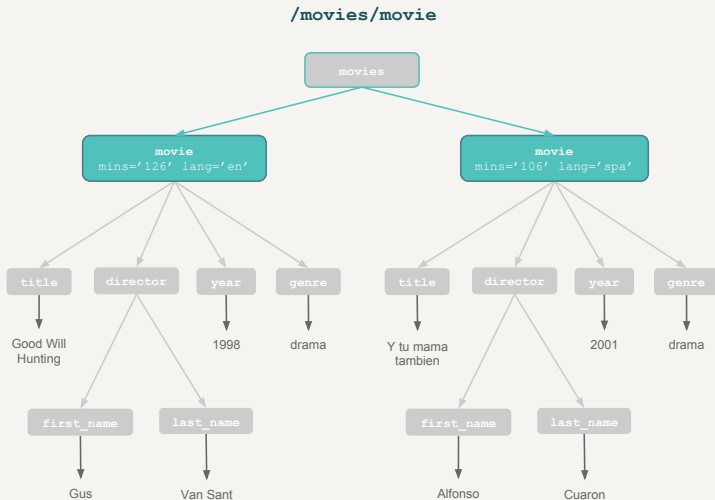 /movies/movie
movies
movie
mins=’126’ lang=’en’
movie
mins=’106’ lang=’spa’
title
director
year
genre
title
director
year
genre
Good Will
Hunting
1998
drama
Y tu mama
tambien
2001
drama
first_name
last_name
first_name
last_name
Gus
Van Sant
Alfonso
Cuaron